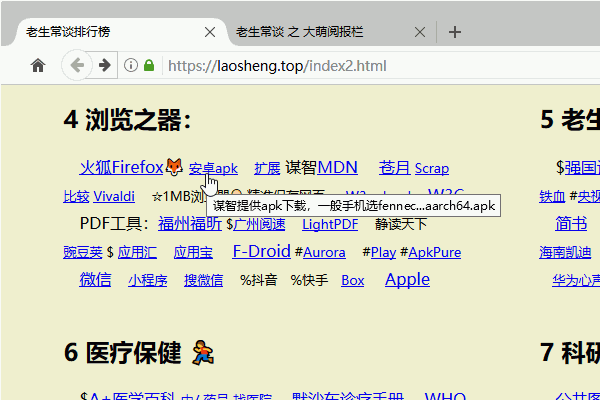 老生常谈排行榜
老生常谈 之 大萌阅报栏
https://laosheng.top/index2.html
4 浏览之器：
5 老生
火狐Firefox 安卓apk 扩展 谋智MDN 苍月 Scrap
$强国
比较 Vivaldi ☆1MB浏
铁血 #央视
谋智提供apk下载，一般手机选fennec...aarch64.apk
PDF工具：福州福昕 $广州阅速 LightPDF 静读天下
简书
豌豆荚 $ 应用汇 应用宝 F-Droid #Aurora #Play #ApkPure
海南凯迪
微信 小程序 搜微信 %抖音 %快手 Box Apple
华为心声
6 医疗保健
7 科研
$A+医学百科 默沙东诊疗手册 WHO